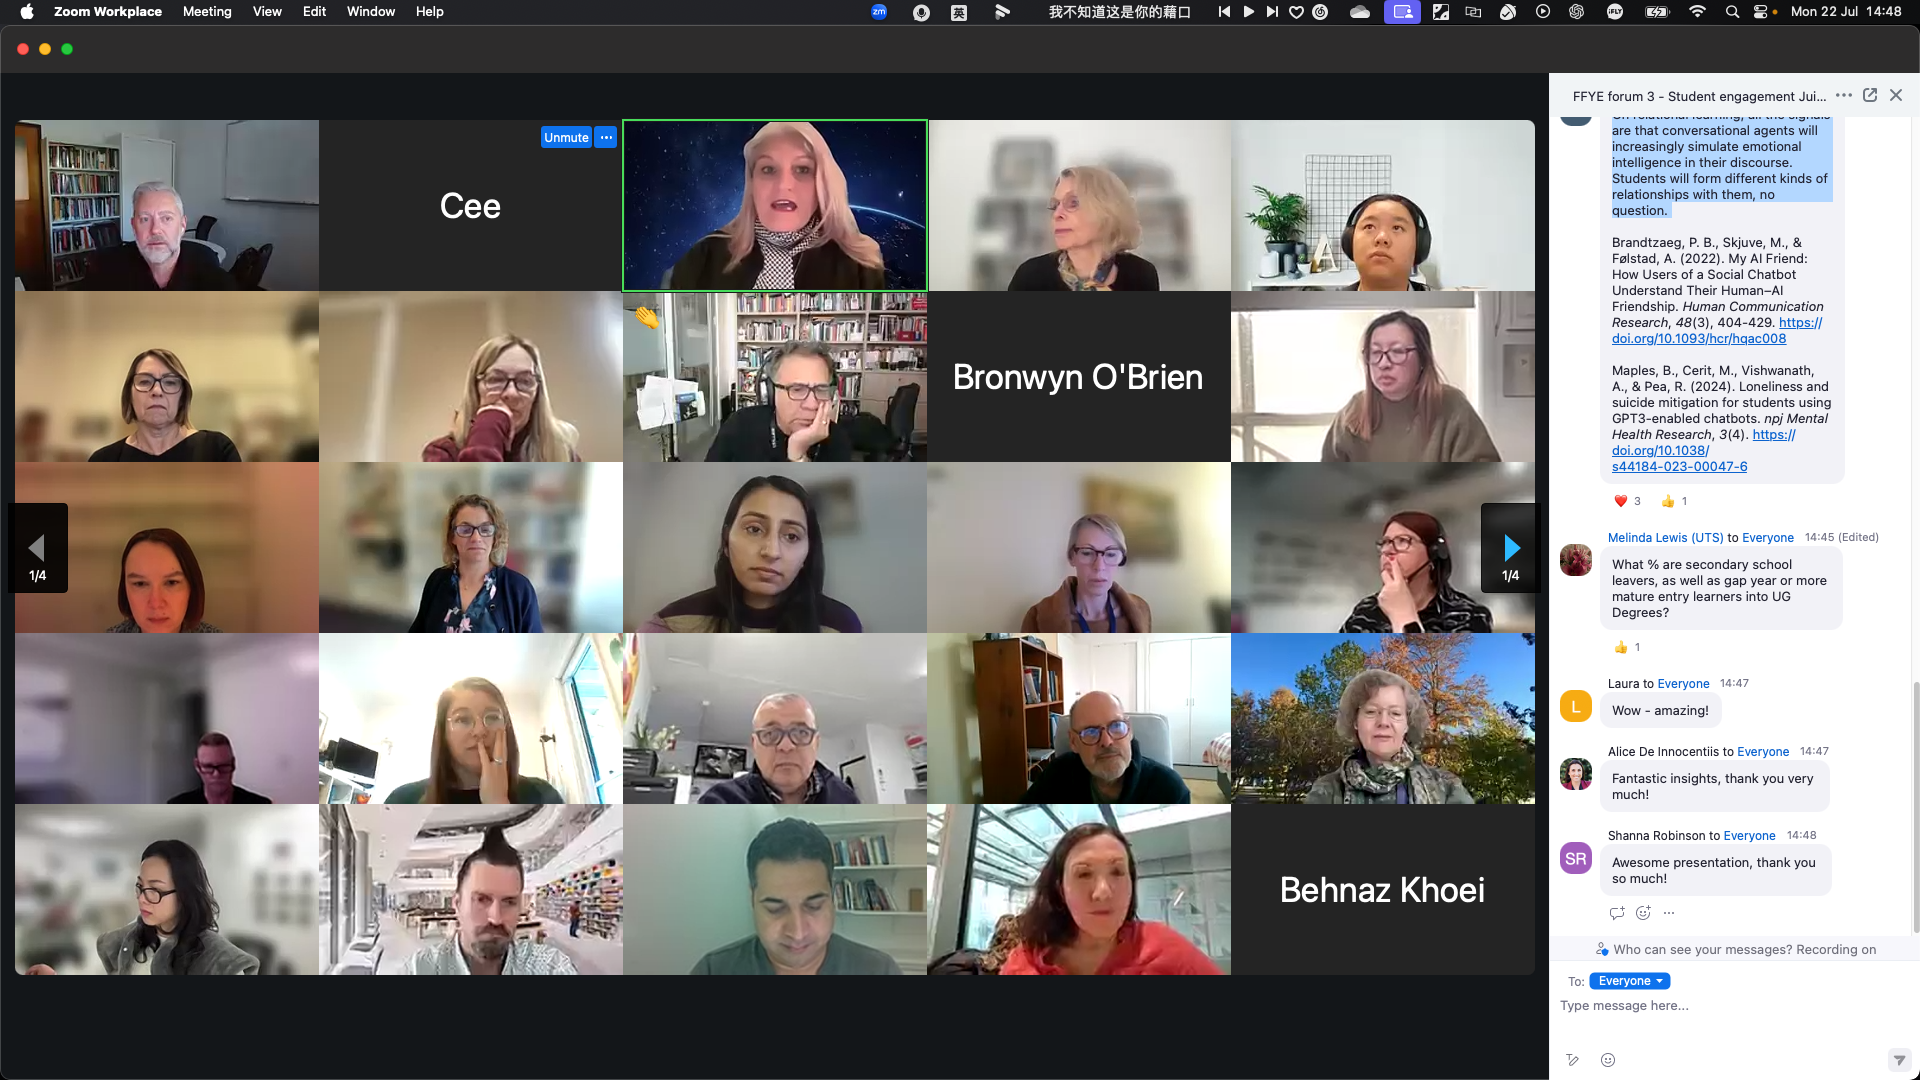 Zoom Workplace Meeting View Edit Window Help
zm
英
我不知道这是你的藉口
Mon 22 Jul 14:48
Unmute
Cee
Bronwyn O'Brien
1/4
1/4
Behnaz Khoei
FFYE forum 3 - Student engagement Jui...
are that conversational agents will
increasingly simulate emotional
intelligence in their discourse.
Students will form different kinds of
relationships with them, no
question.
Brandtzaeg, P. B., Skjuve, M., &
Følstad, A. (2022). My AI Friend:
How Users of a Social Chatbot
Understand Their Human–AI
Friendship. Human Communication
Research, 48(3), 404-429. https://
doi.org/10.1093/hcr/hqac008
Maples, B., Cerit, M., Vishwanath,
A., & Pea, R. (2024). Loneliness and
suicide mitigation for students using
GPT3-enabled chatbots. npj Mental
Health Research, 3(4). https://
doi.org/10.1038/
s44184-023-00047-6
3 1
Melinda Lewis (UTS) to Everyone 14:45 (Edited)
What % are secondary school
leavers, as well as gap year or more
mature entry learners into UG
Degrees?
1
Laura to Everyone 14:47
L
Wow - amazing!
Alice De Innocentiis to Everyone 14:47
Fantastic insights, thank you very
much!
Shanna Robinson to Everyone 14:48
SR
Awesome presentation, thank you
so much!
Who can see your messages? Recording on
To: Everyone
Type message here...